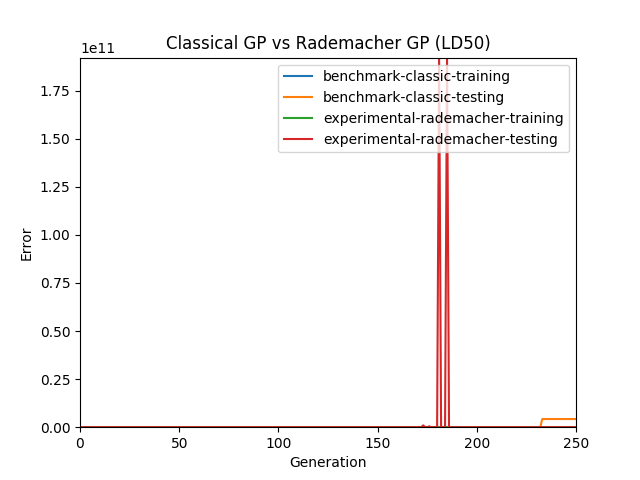 Classical GP vs Rademacher GP (LD50)
1e11
1.75
1.50
1.25
1.00
0.75
0.50
0.25
0.00
Error
benchmark-classic-training
benchmark-classic-testing
experimental-rademacher-training
experimental-rademacher-testing
0 50 100 150 200 250
Generation